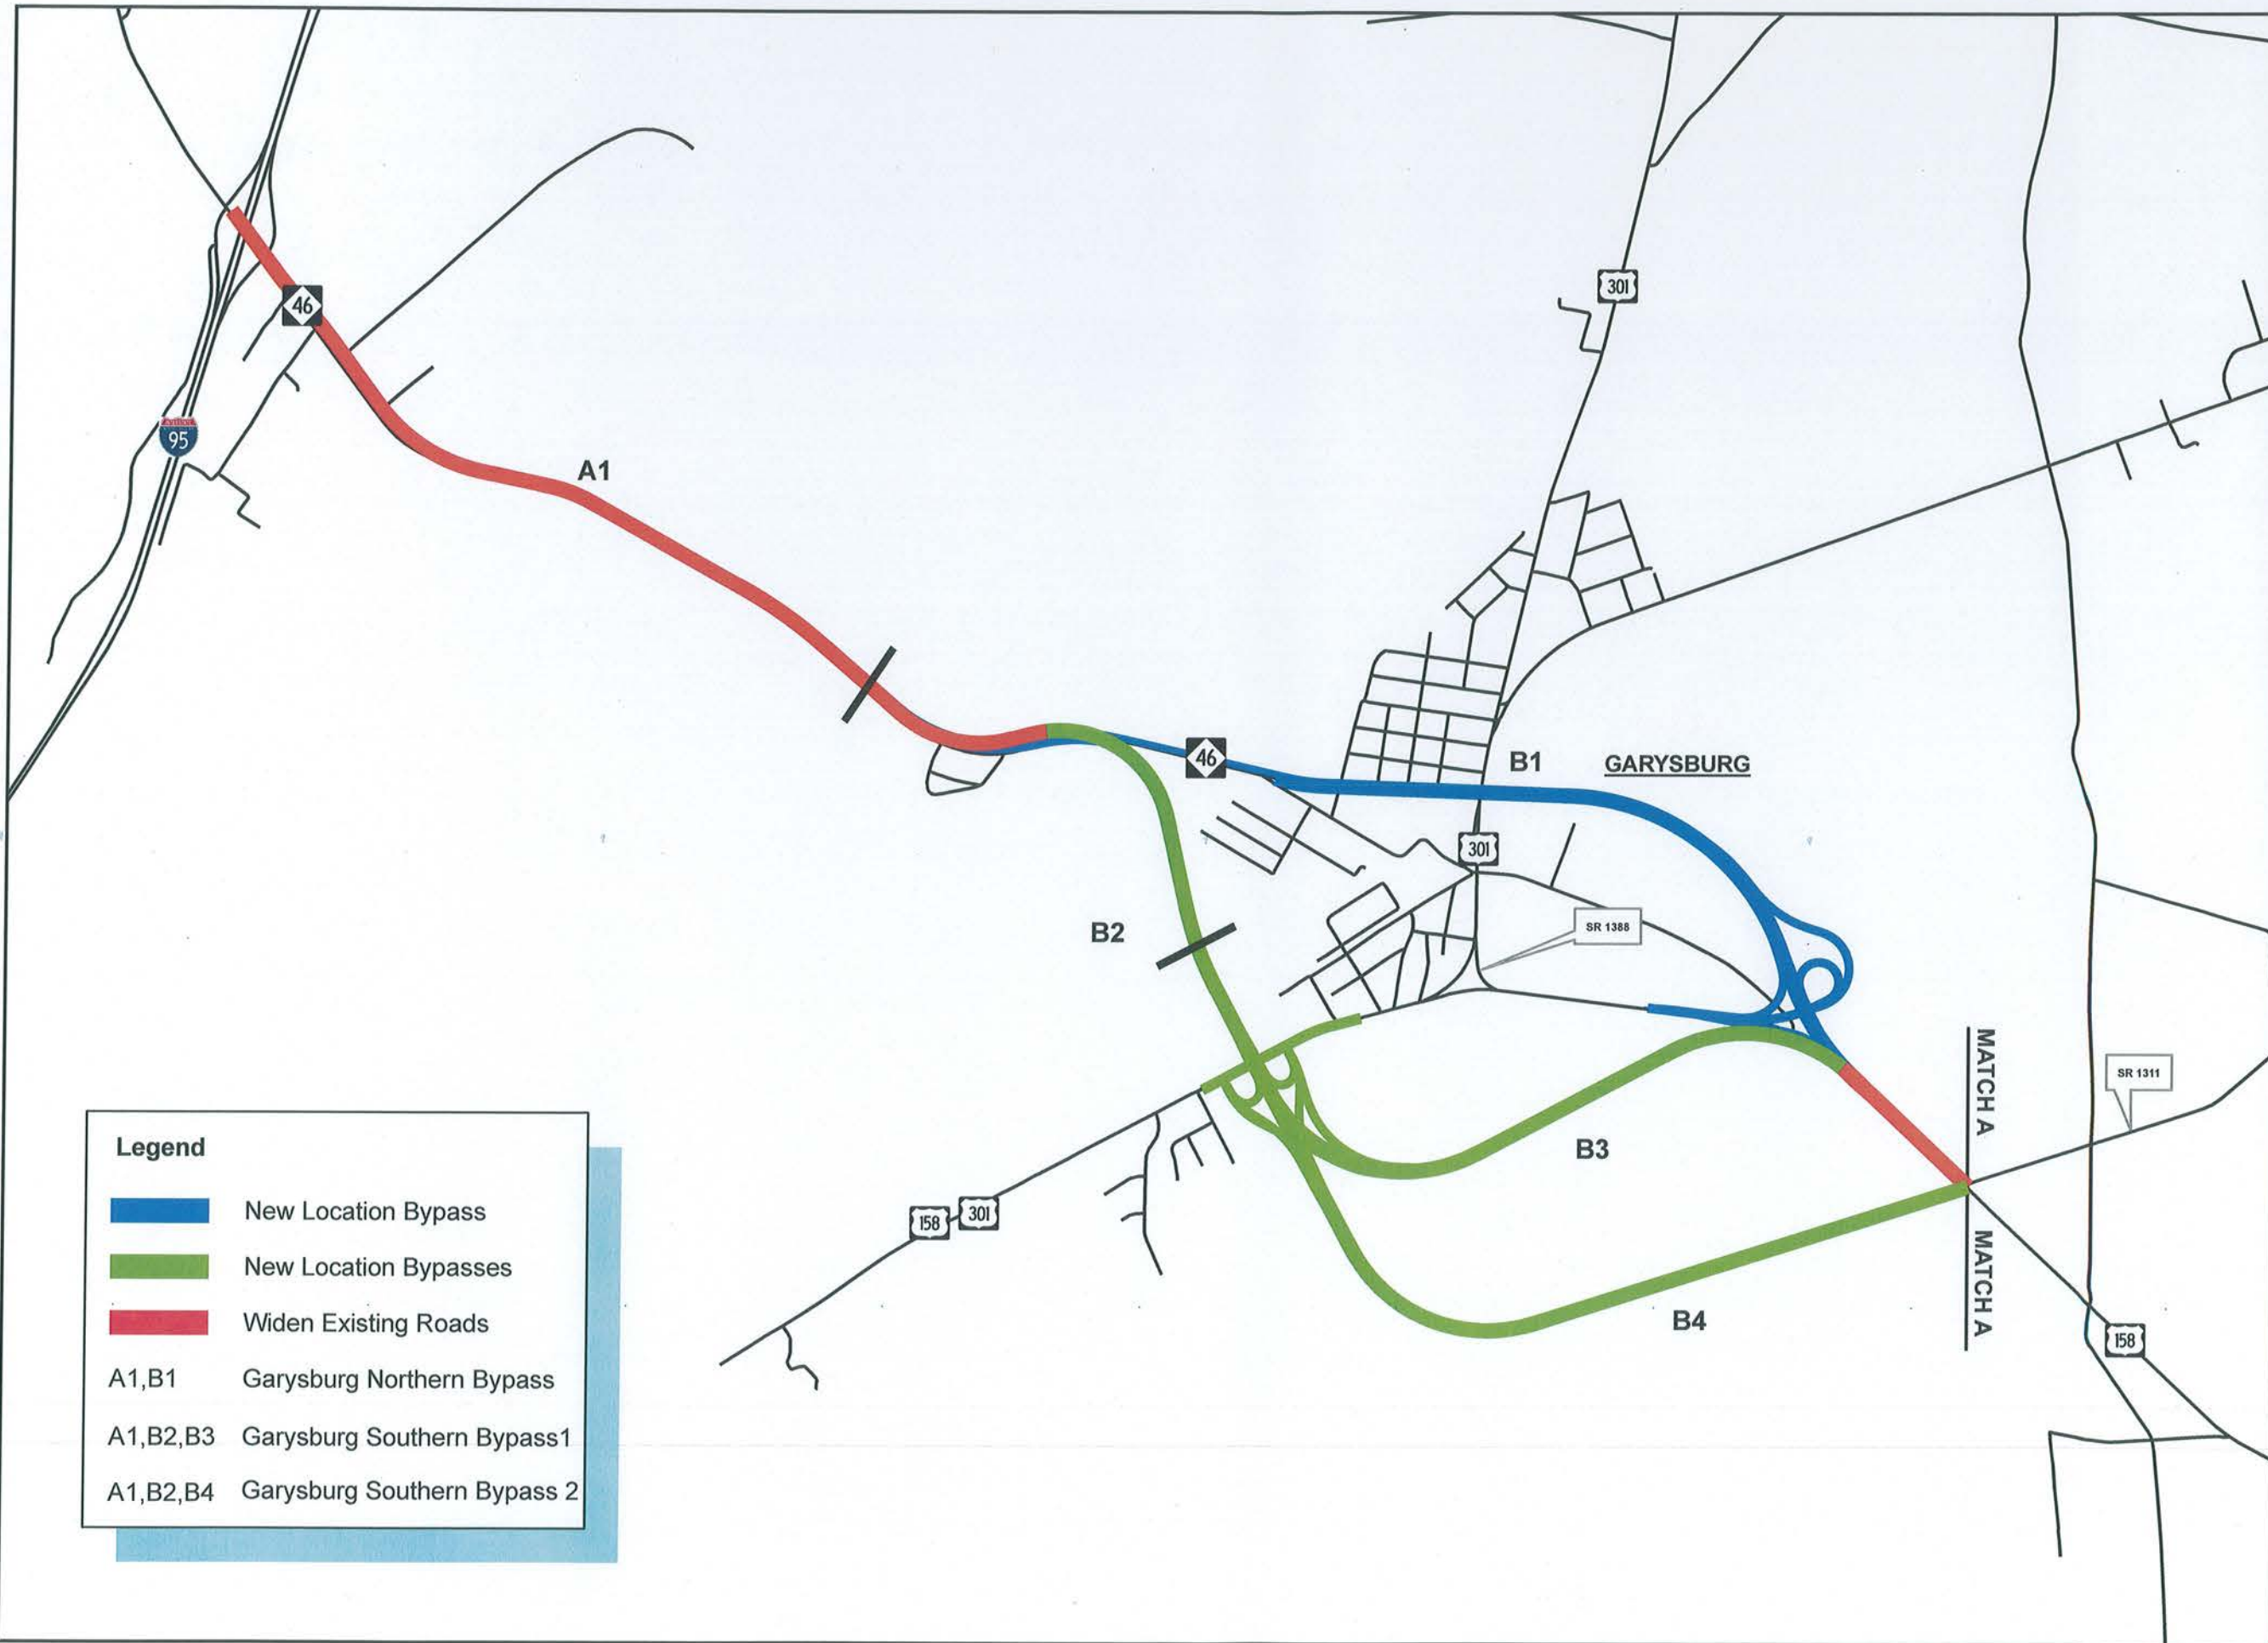 46
95
A1
301
46
B1
GARYSBURG
301
SR 1388
B2
MATCH A
SR 1311
B3
158
301
MATCH A
B4
158
Legend
New Location Bypass
New Location Bypasses
Widen Existing Roads
A1,B1 Garysburg Northern Bypass
A1,B2,B3 Garysburg Southern Bypass1
A1,B2,B4 Garysburg Southern Bypass 2